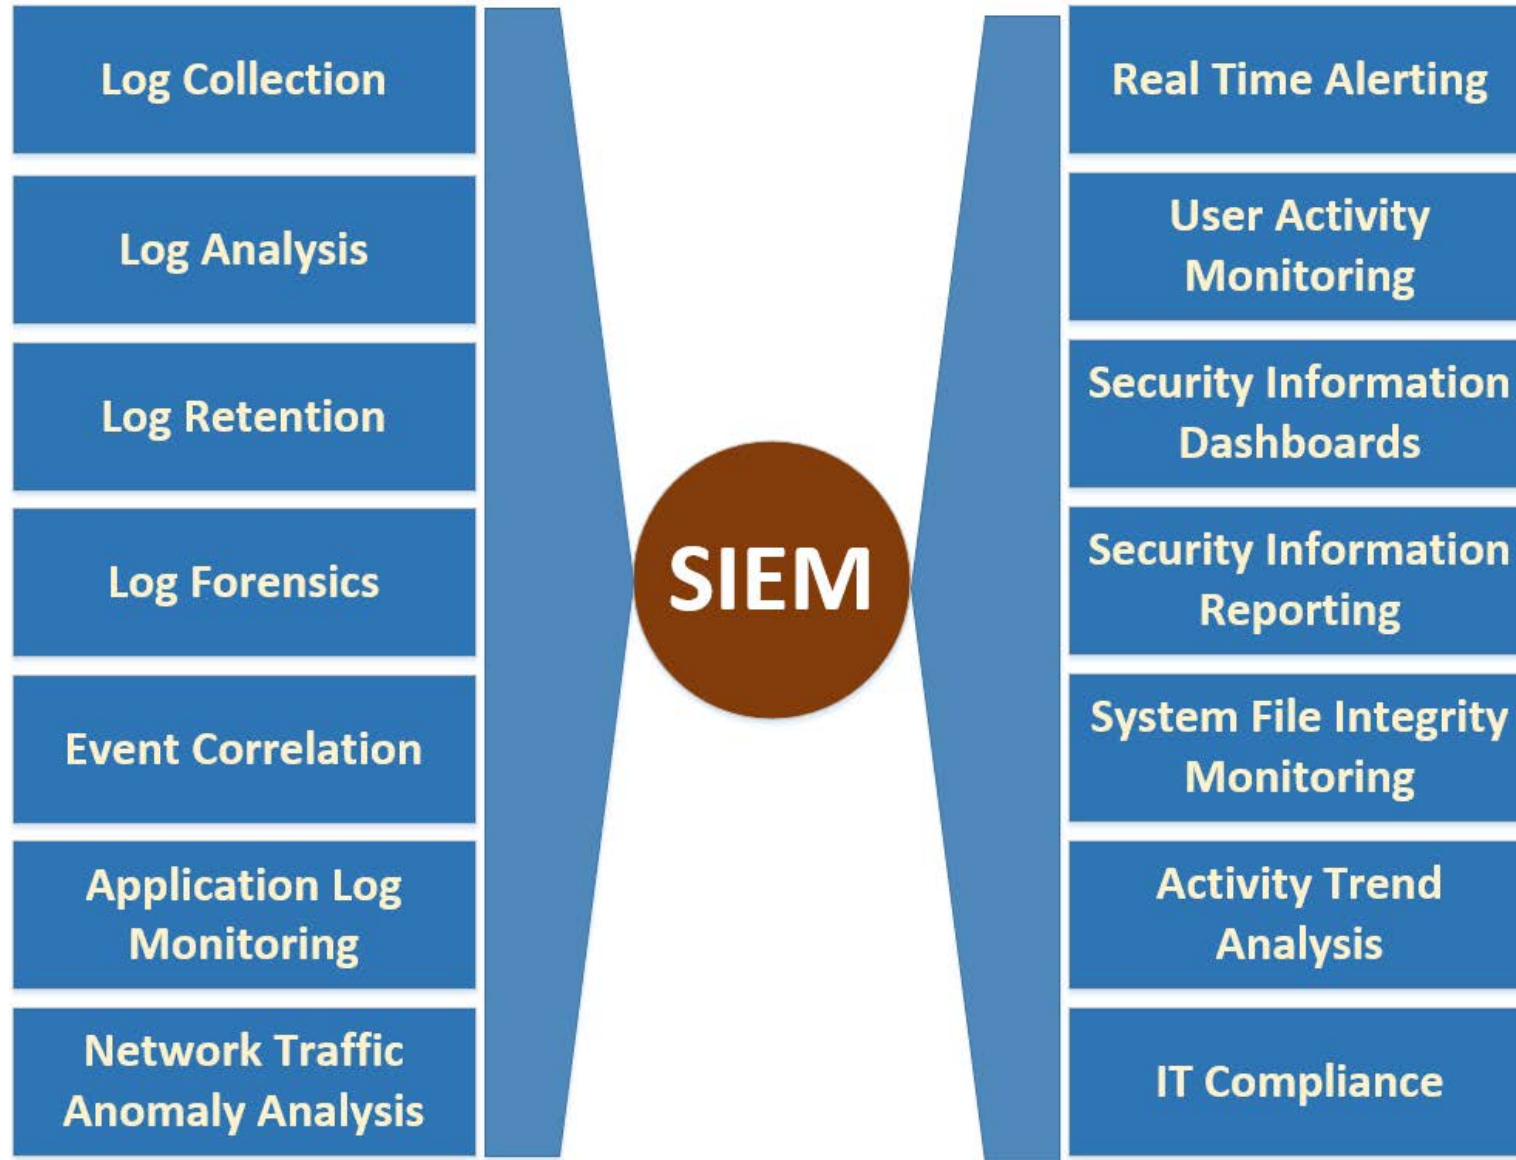 Log Collection
Log Analysis
Log Retention
Log Forensics
Event Correlation
Application Log
Monitoring
Network Traffic
Anomaly Analysis
SIEM
Real Time Alerting
User Activity
Monitoring
Security Information
Dashboards
Security Information
Reporting
System File Integrity
Monitoring
Activity Trend
Analysis
IT Compliance